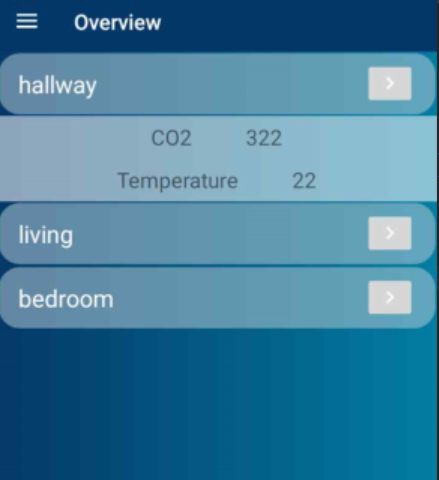 Overview
hallway
CO2 322
Temperature 22
living
bedroom